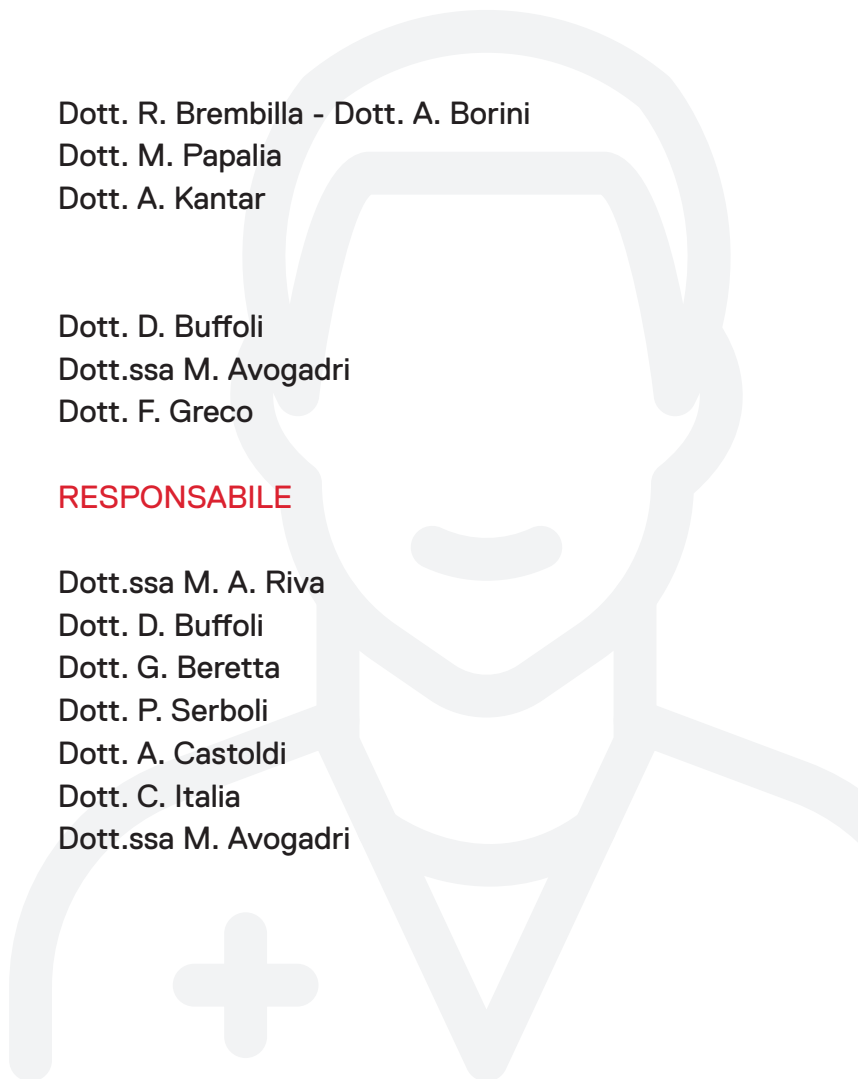 Dott. R. Brembilla - Dott. A. Borini
Dott. M. Papalia
Dott. A. Kantar
Dott. D. Buffoli
Dott.ssa M. Avogadri
Dott. F. Greco
RESPONSABILE
Dott.ssa M. A. Riva
Dott. D. Buffoli
Dott. G. Beretta
Dott. P. Serboli
Dott. A. Castoldi
Dott. C. Italia
Dott.ssa M. Avogadri